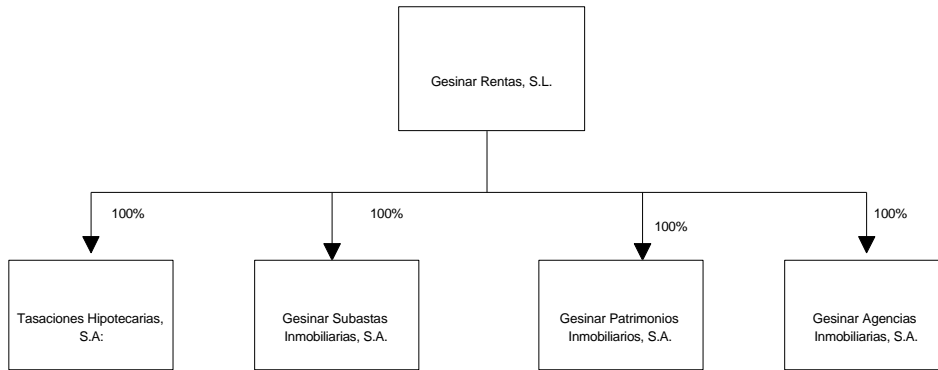 Gesinar Rentas, S.L.
100%
100%
100%
100%
Tasaciones Hipotecarias,
S.A:
Gesinar Subastas
Inmobiliarias, S.A.
Gesinar Patrimonios
Inmobiliarios, S.A.
Gesinar Agencias
Inmobiliarias, S.A.